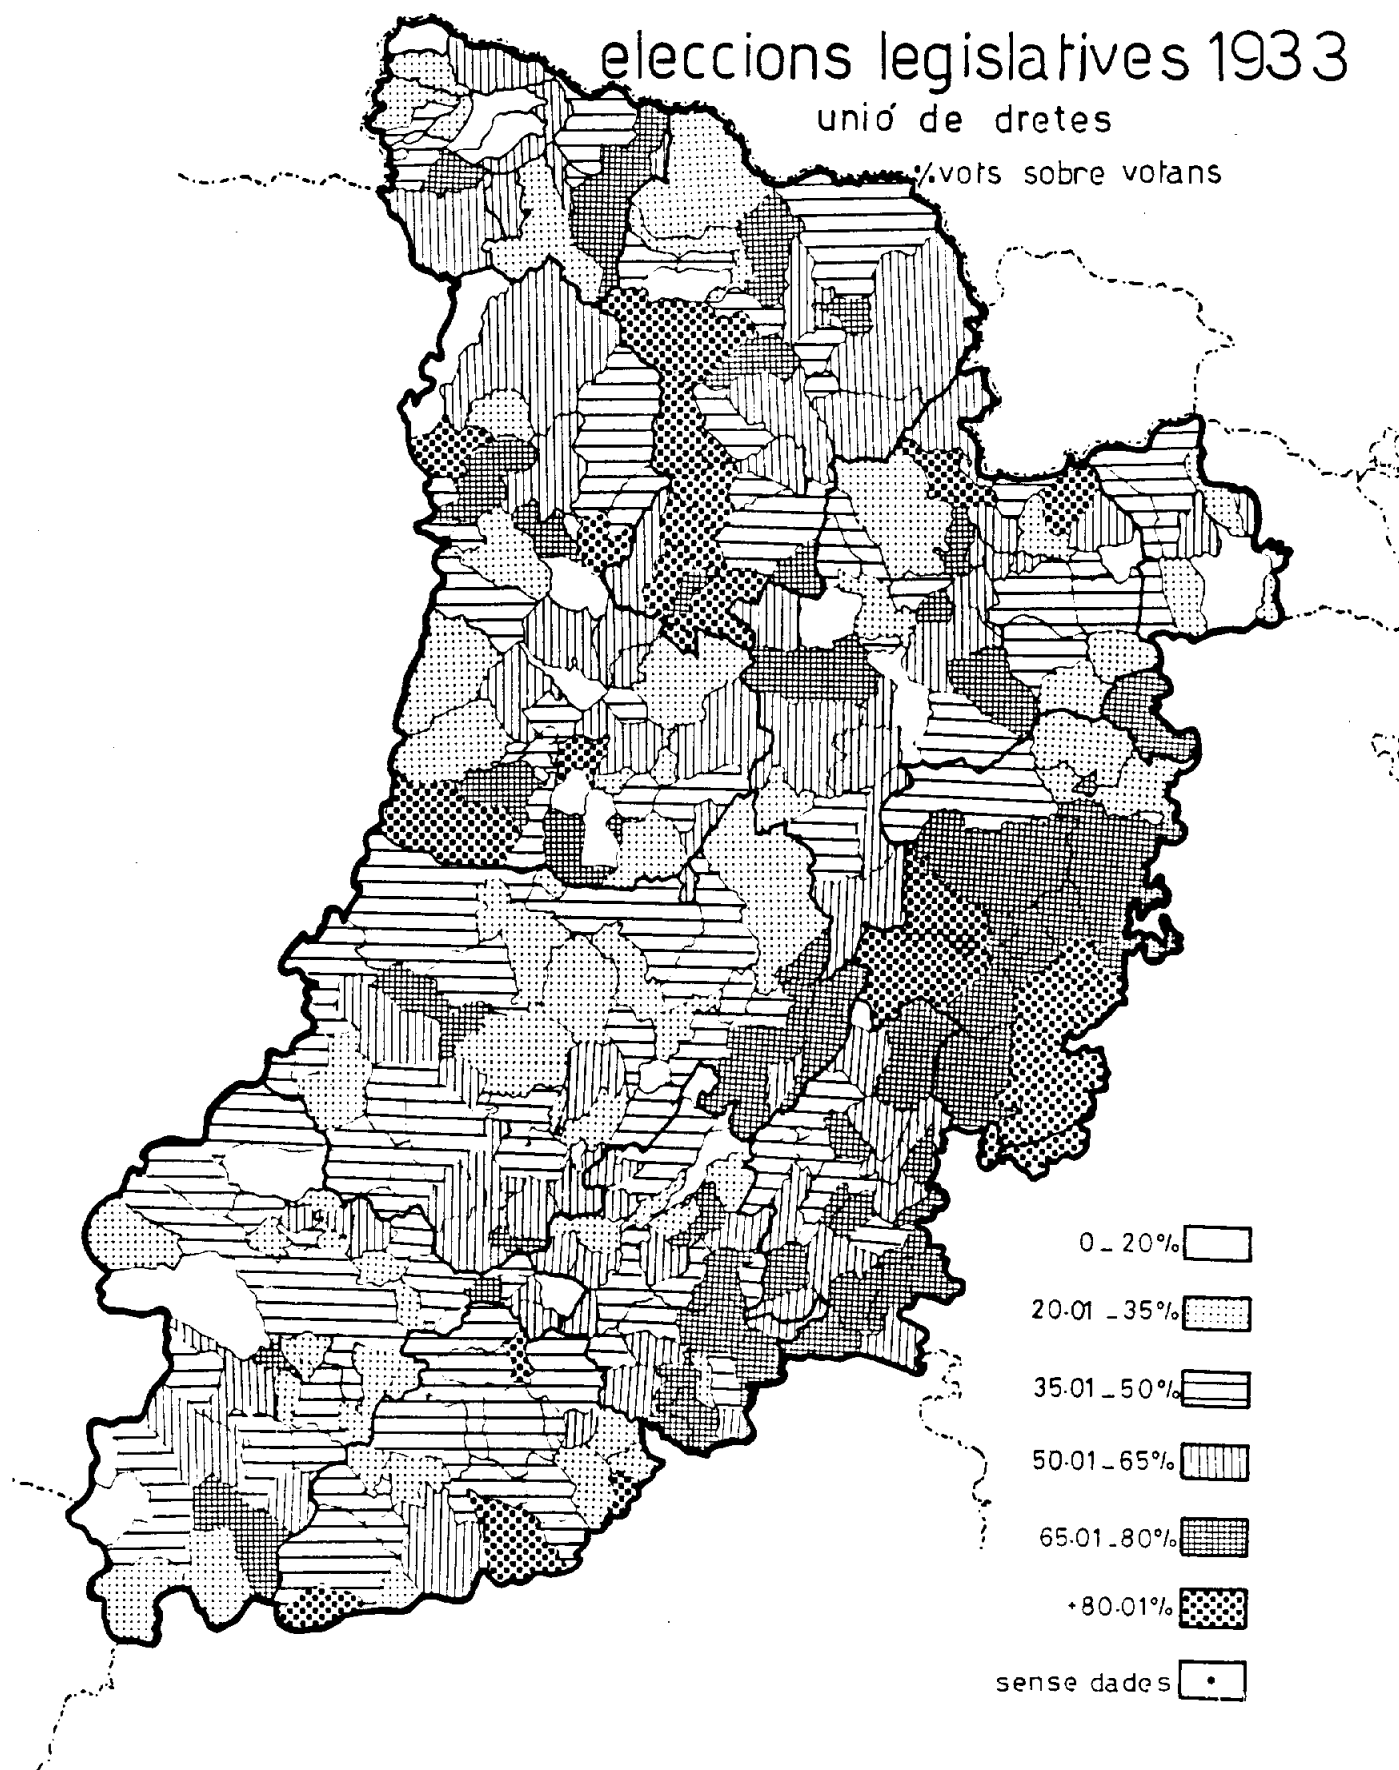 eleccions legislatives 1933
unió de dretes
% vots sobre votans
0_20%
20.01_35%
35.01_50%
50.01_65%
65.01_80%
+80.01%
sense dades